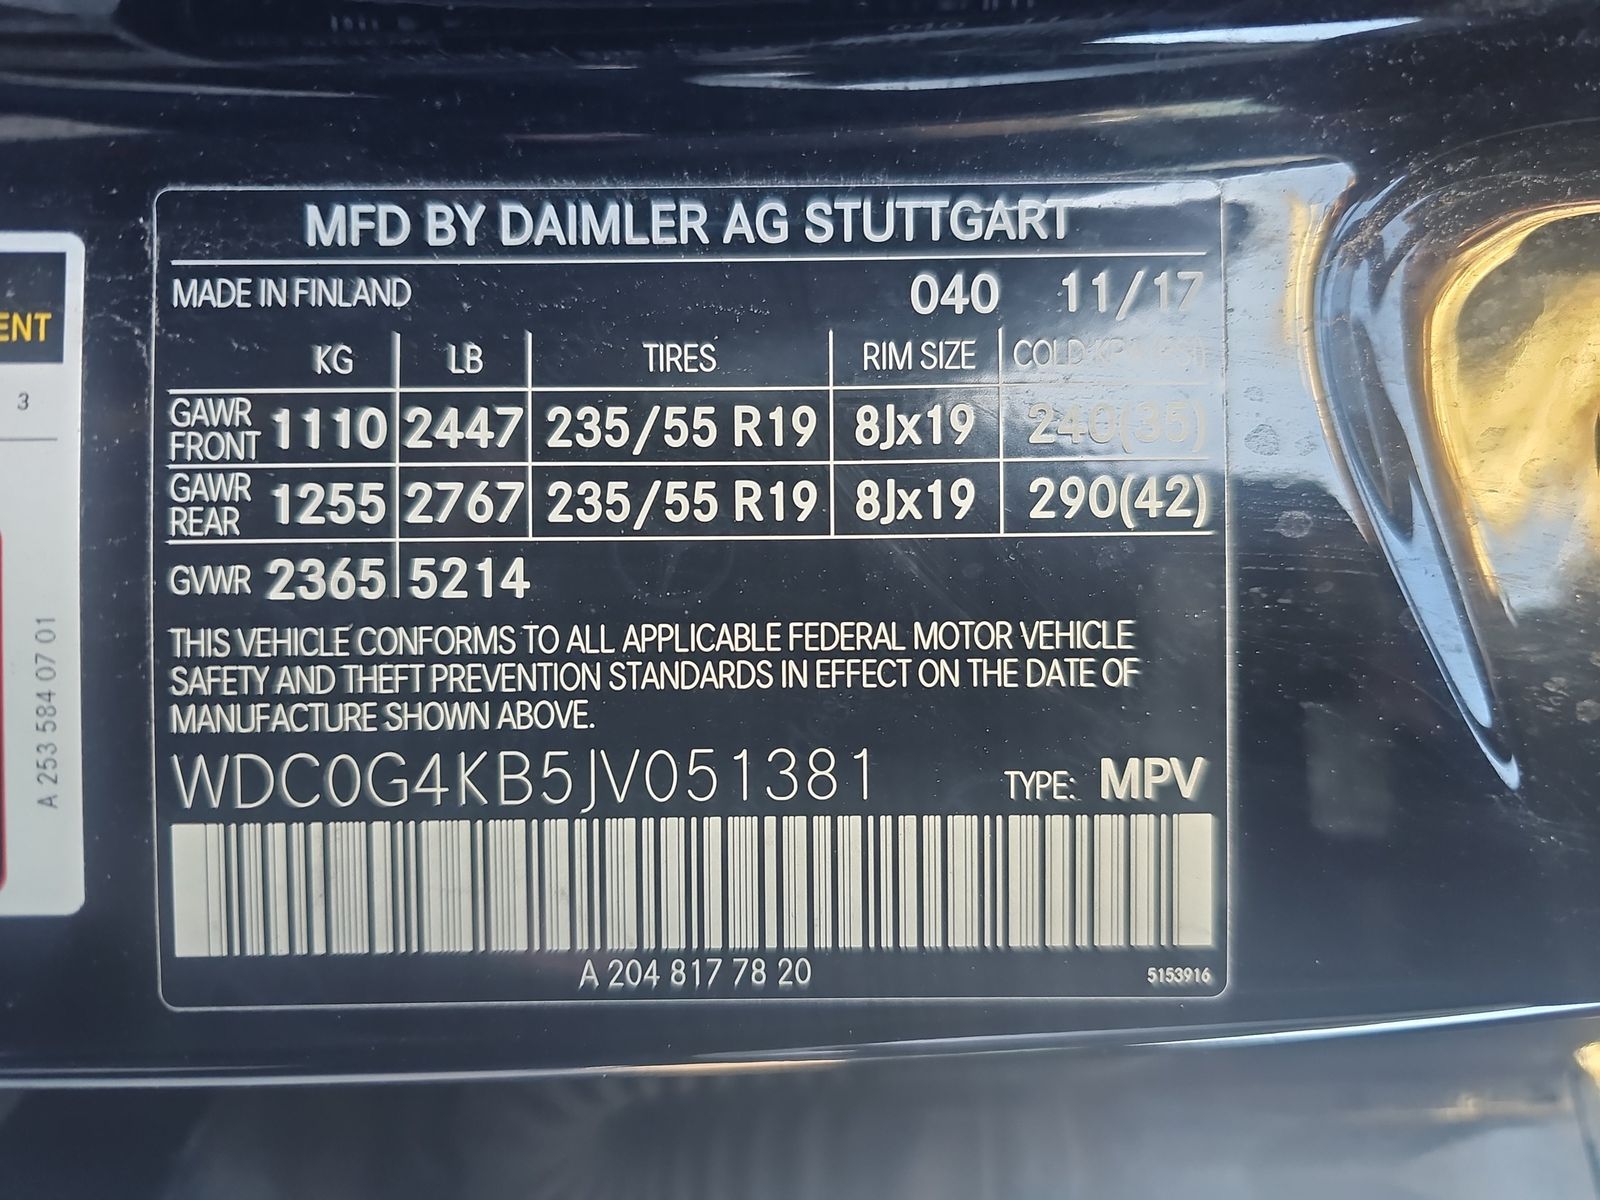 MFD BY DAIMLER AG STUTTGART
MADE IN FINLAND 040 11/17
KG LB TIRES RIM SIZE COLD
GAWR FRONT 1110 2447 235/55 R19 8Jx19 240(35)
GAWR REAR 1255 2767 235/55 R19 8Jx19 290(42)
GVWR 2365 5214
THIS VEHICLE CONFORMS TO ALL APPLICABLE FEDERAL MOTOR VEHICLE
SAFETY AND THEFT PREVENTION STANDARDS IN EFFECT ON THE DATE OF
MANUFACTURE SHOWN ABOVE.
WDC0G4KB5JV051381 TYPE: MPV
A 204 817 78 20 5153916
ENT
3
A 253 584 07 01